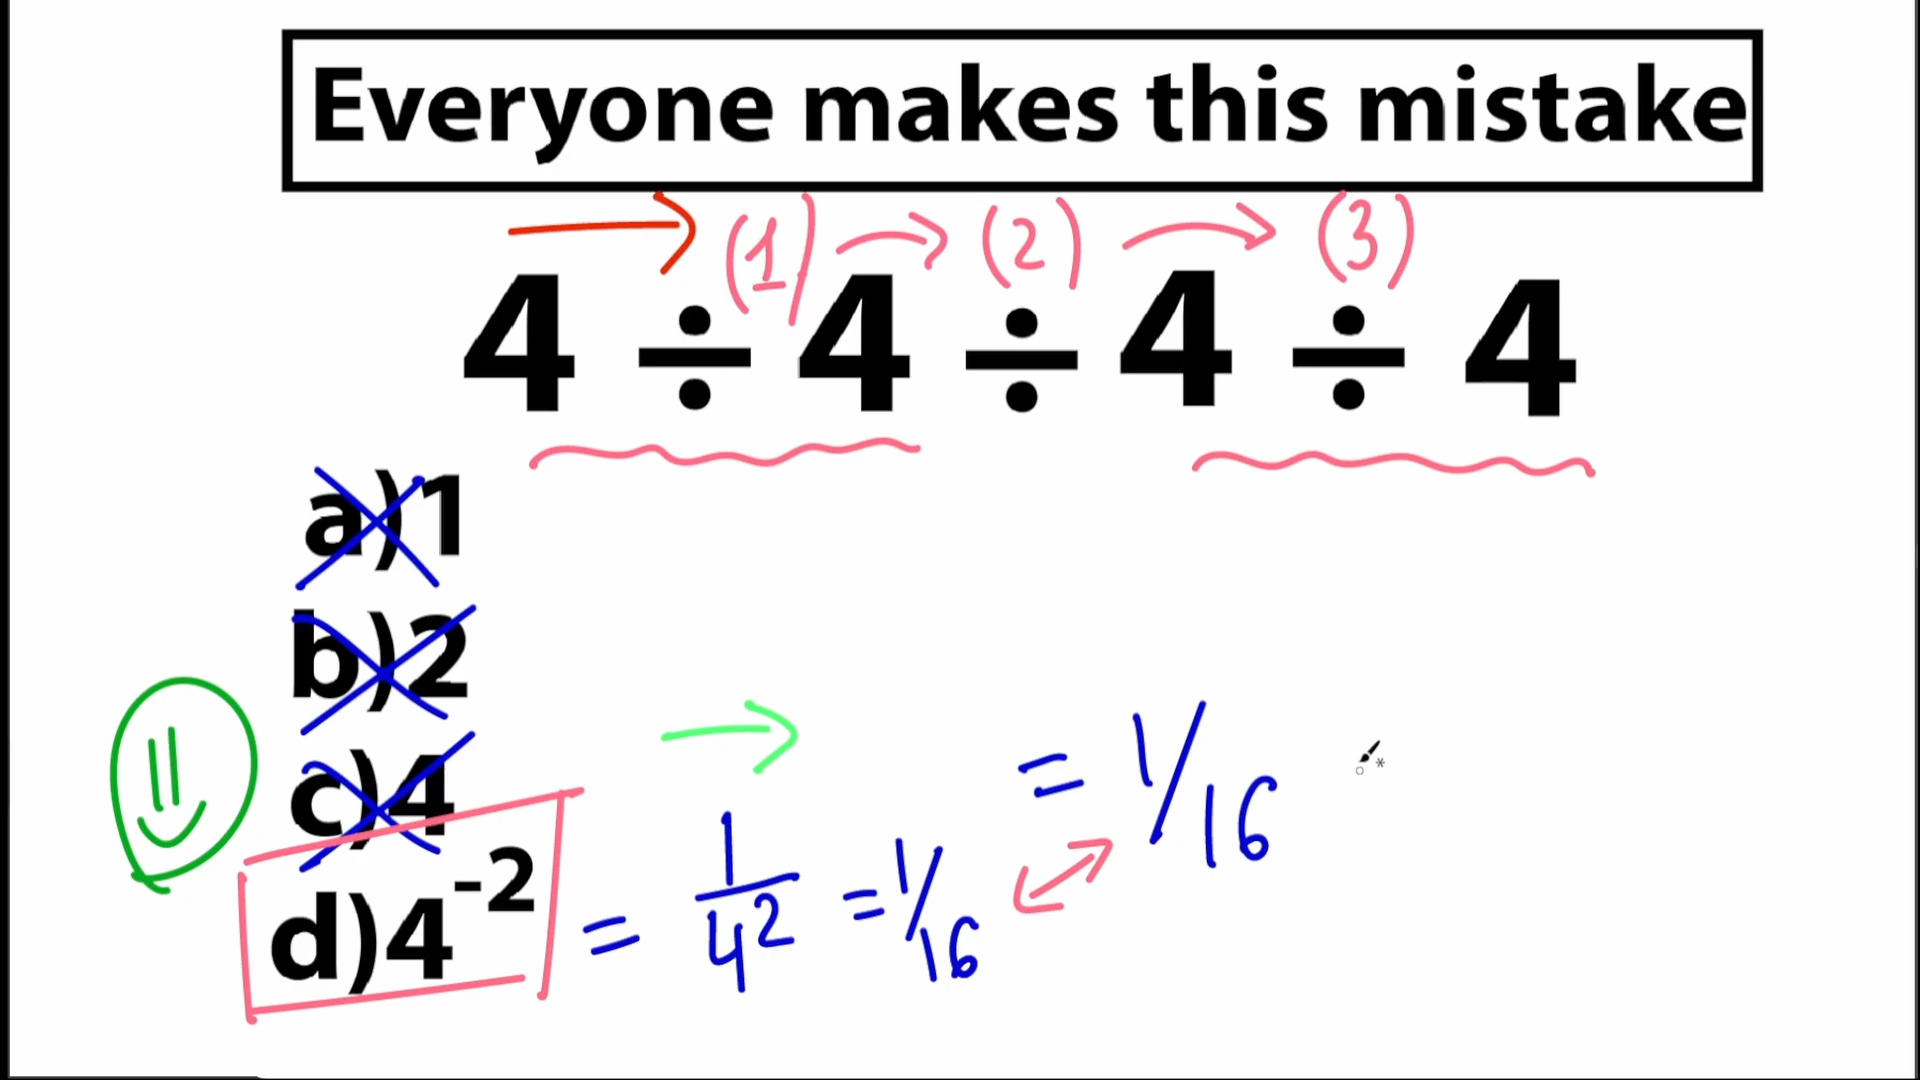 Everyone makes this mistake
(1) (2) (3)
4 ÷ 4 ÷ 4 ÷ 4
a) 1
b) 2
c) 4
= 1/16
d) 4⁻² = 1/4² = 1/16